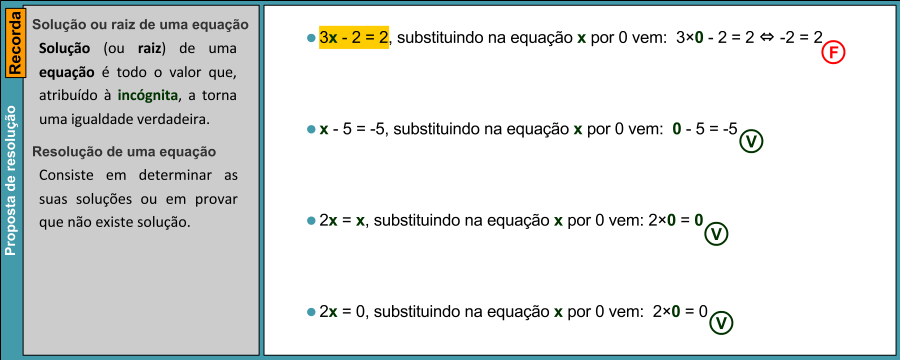 Recorda
Proposta de resolução
Solução ou raiz de uma equação
Solução (ou raiz) de uma
equação é todo o valor que,
atribuído à incógnita, a torna
uma igualdade verdadeira.
Resolução de uma equação
Consiste em determinar as
suas soluções ou em provar
que não existe solução.
● 3x - 2 = 2, substituindo na equação x por 0 vem: 3×0 - 2 = 2 ⇔ -2 = 2 F
● x - 5 = -5, substituindo na equação x por 0 vem: 0 - 5 = -5 V
● 2x = x, substituindo na equação x por 0 vem: 2×0 = 0 V
● 2x = 0, substituindo na equação x por 0 vem: 2×0 = 0 V